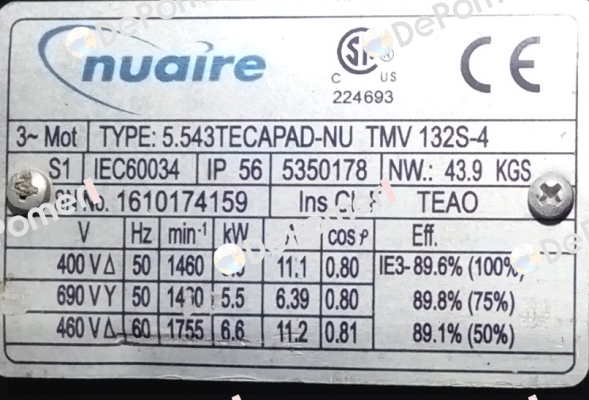 nuaire
CSA
C US
224693
CE
3~ Mot TYPE: 5.543TECAPAD-NU TMV 132S-4
S1 IEC60034 IP 56 5350178 NW.: 43.9 KGS
No. 1610174159 Ins Cl F TEAO
V Hz min-1 kW A cos φ Eff.
400 V Δ 50 1460 11.1 0.80 IE3- 89.6% (100%)
690 V Y 50 5.5 6.39 0.80 89.8% (75%)
460 V Δ 60 1755 6.6 11.2 0.81 89.1% (50%)